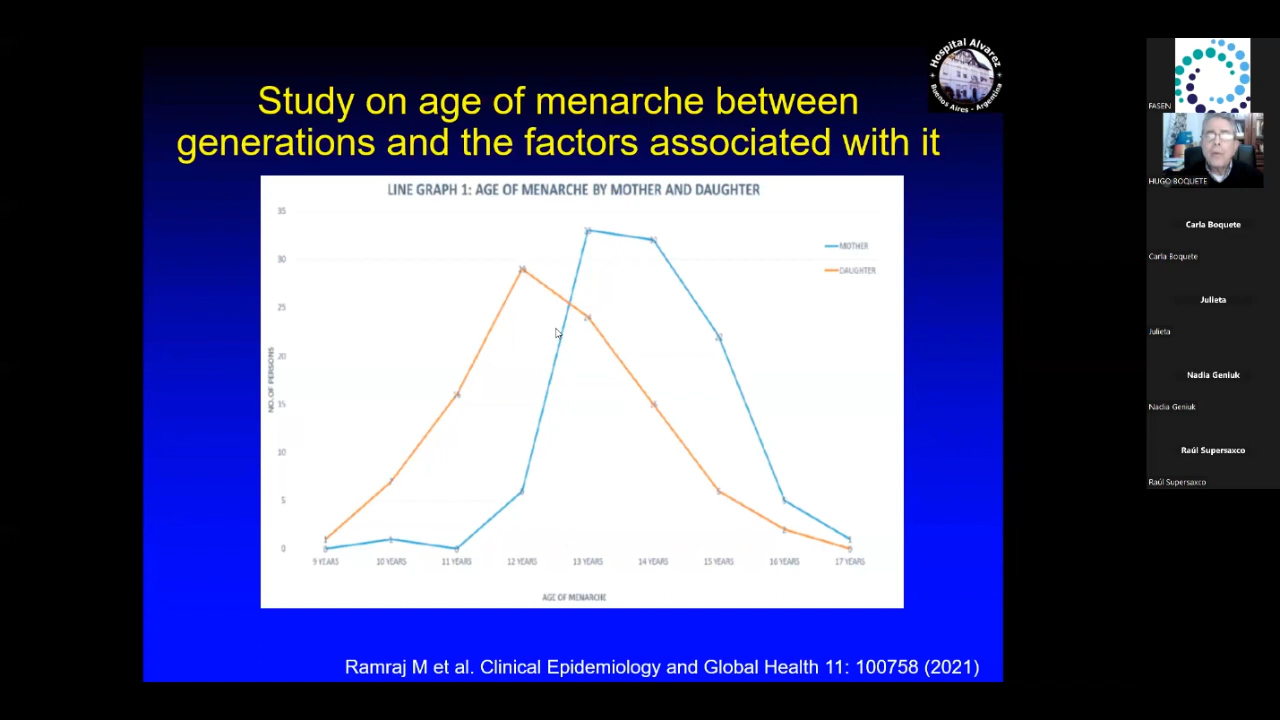 Study on age of menarche between
generations and the factors associated with it
Hospital Alvarez
Buenos Aires - Argentina
LINE GRAPH 1: AGE OF MENARCHE BY MOTHER AND DAUGHTER
35
30
25
20
15
10
5
0
NO. OF PERSONS
MOTHER
DAUGHTER
9 YEARS 10 YEARS 11 YEARS 12 YEARS 13 YEARS 14 YEARS 15 YEARS 16 YEARS 17 YEARS
AGE OF MENARCHE
Ramraj M et al. Clinical Epidemiology and Global Health 11: 100758 (2021)
FASEN
HUGO BOQUETE
Carla Boquete
Carla Boquete
Julieta
Julieta
Nadia Geniuk
Nadia Geniuk
Raúl Supersaxco
Raúl Supersaxco